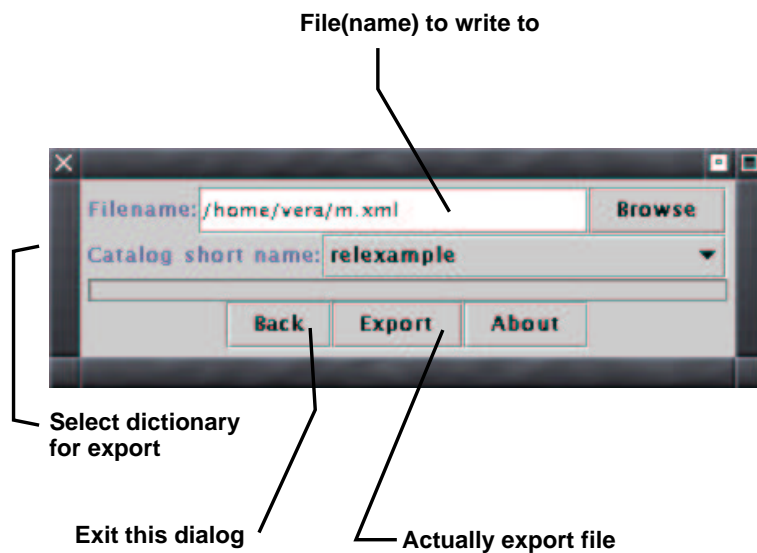 File(name) to write to
Filename: /home/vera/m.xml Browse
Catalog short name: relexample
Back Export About
Select dictionary
for export
Exit this dialog
Actually export file